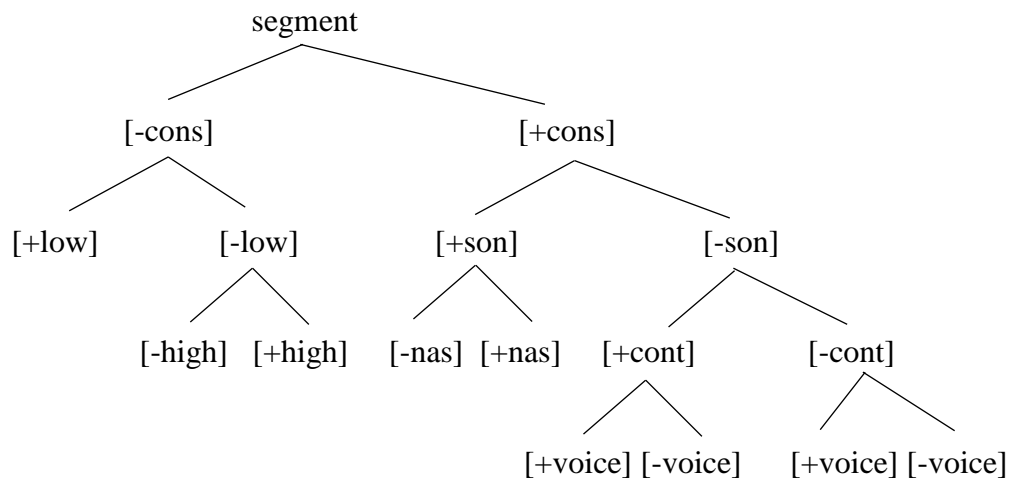 segment
[-cons] [+cons]
[+low] [-low] [+son] [-son]
[-high] [+high] [-nas] [+nas] [+cont] [-cont]
[+voice] [-voice] [+voice] [-voice]